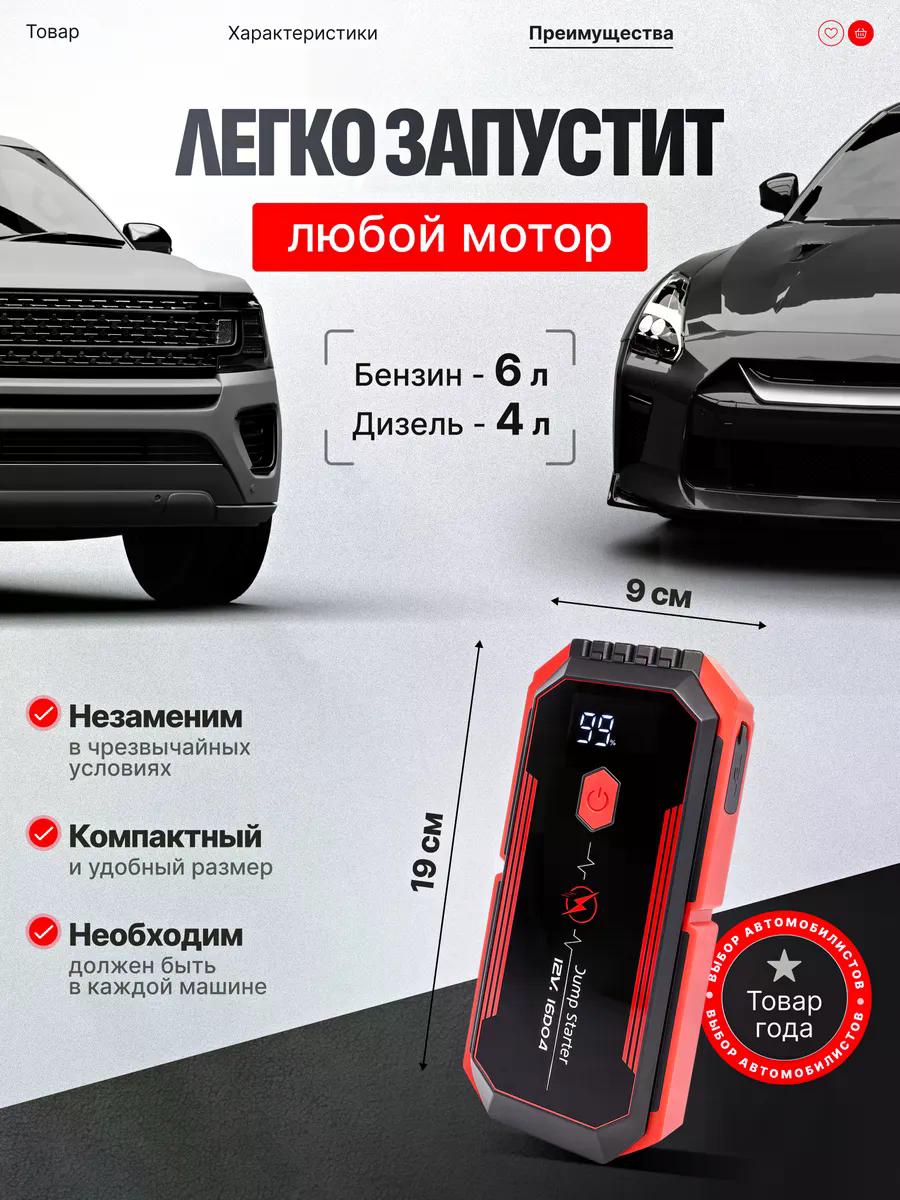 Товар
Характеристики
Преимущества
ЛЕГКО ЗАПУСТИТ
любой мотор
Бензин - 6 л
Дизель - 4 л
9 см
19 см
99%
Jump Starter
12V. 1600A
Незаменим
в чрезвычайных
условиях
Компактный
и удобный размер
Необходим
должен быть
в каждой машине
ВЫБОР АВТОМОБИЛИСТОВ
Товар
года
ВЫБОР АВТОМОБИЛИСТОВ